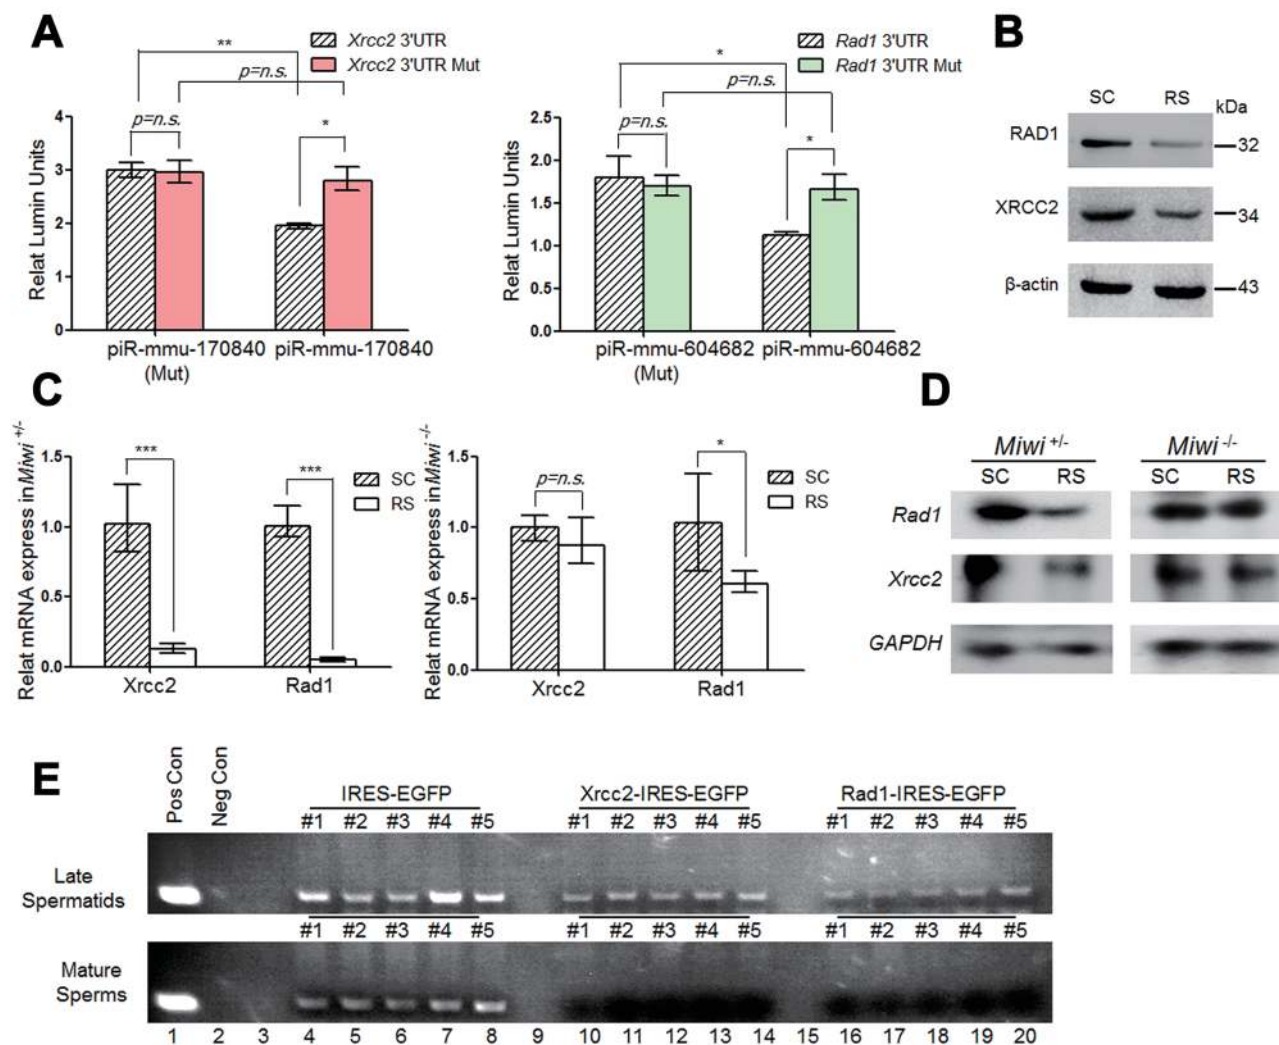 A
**
Xrcc2 3'UTR
Xrcc2 3'UTR Mut
p=n.s.
p=n.s.
*
Relat Lumin Units
4
3
2
1
0
piR-mmu-170840
(Mut)
piR-mmu-170840
*
Rad1 3'UTR
Rad1 3'UTR Mut
p=n.s.
p=n.s.
*
Relat Lumin Units
2.5
2.0
1.5
1.0
0.5
0.0
piR-mmu-604682
(Mut)
piR-mmu-604682
B
SC RS kDa
RAD1 32
XRCC2 34
β-actin 43
C
Relat mRNA express in Miwi +/-
1.5
1.0
0.5
0.0
***
***
SC
RS
Xrcc2 Rad1
Relat mRNA express in Miwi -/-
1.5
1.0
0.5
0.0
p=n.s.
*
SC
RS
Xrcc2 Rad1
D
Miwi +/- Miwi -/-
SC RS SC RS
Rad1
Xrcc2
GAPDH
E
Pos Con
Neg Con
IRES-EGFP Xrcc2-IRES-EGFP Rad1-IRES-EGFP
#1 #2 #3 #4 #5 #1 #2 #3 #4 #5 #1 #2 #3 #4 #5
Late
Spermatids
#1 #2 #3 #4 #5 #1 #2 #3 #4 #5 #1 #2 #3 #4 #5
Mature
Sperms
1 2 3 4 5 6 7 8 9 10 11 12 13 14 15 16 17 18 19 20